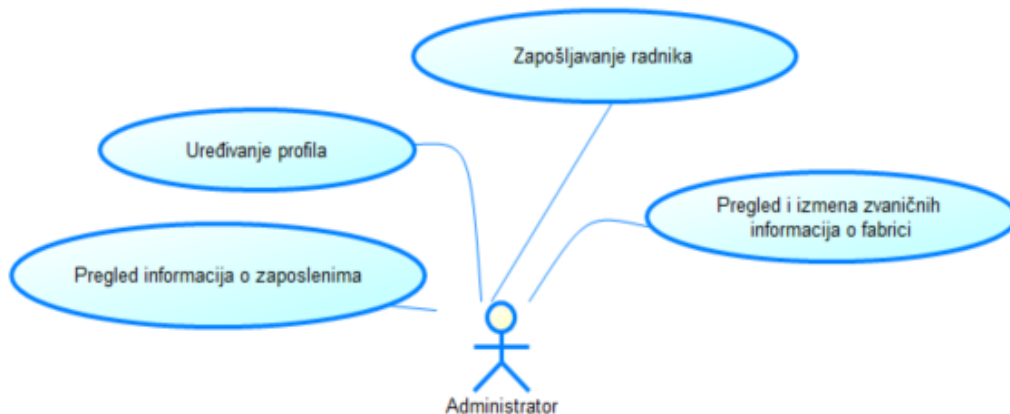 Zapošljavanje radnika
Uređivanje profila
Pregled i izmena zvaničnih
informacija o fabrici
Pregled informacija o zaposlenima
Administrator